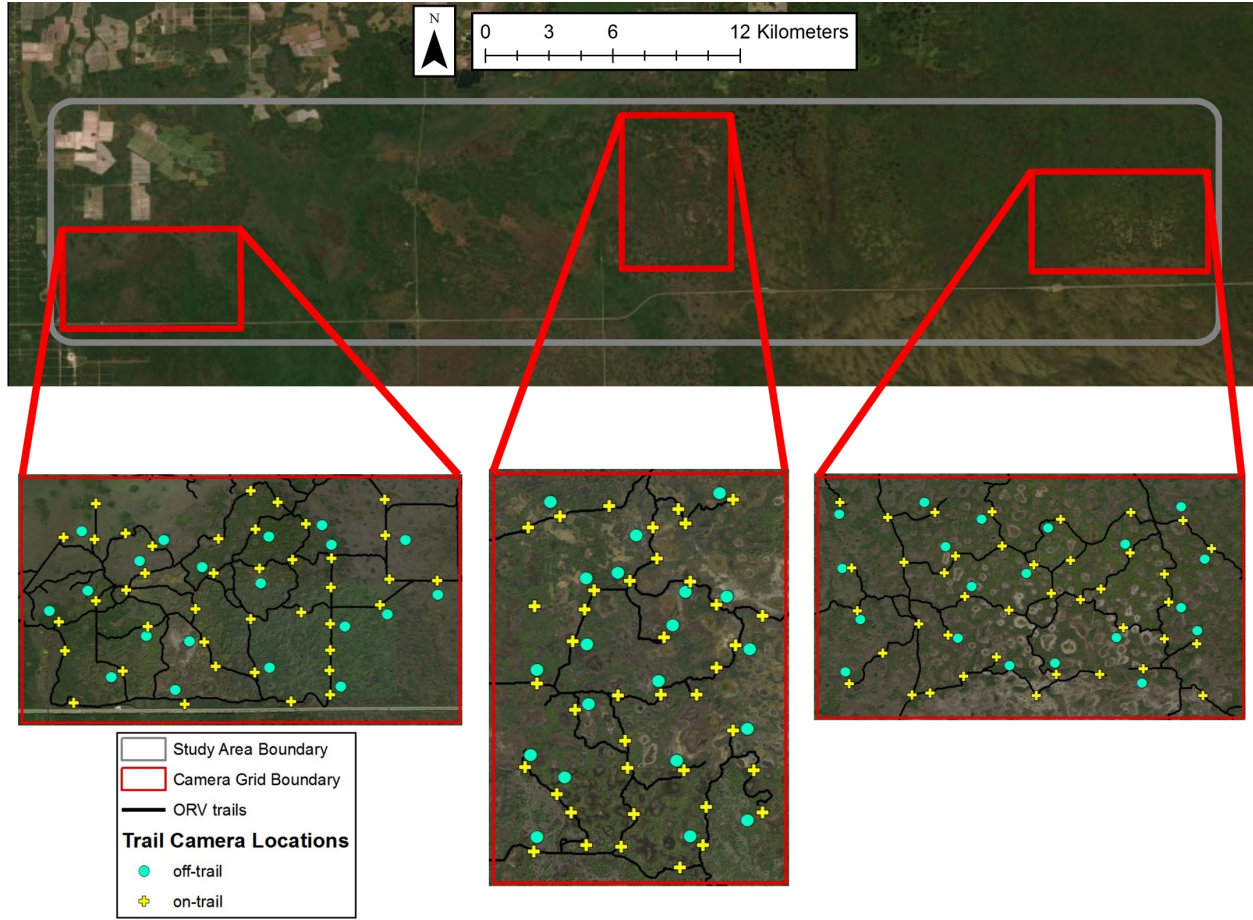 N
0 3 6 12 Kilometers
Study Area Boundary
Camera Grid Boundary
ORV trails
Trail Camera Locations
off-trail
on-trail